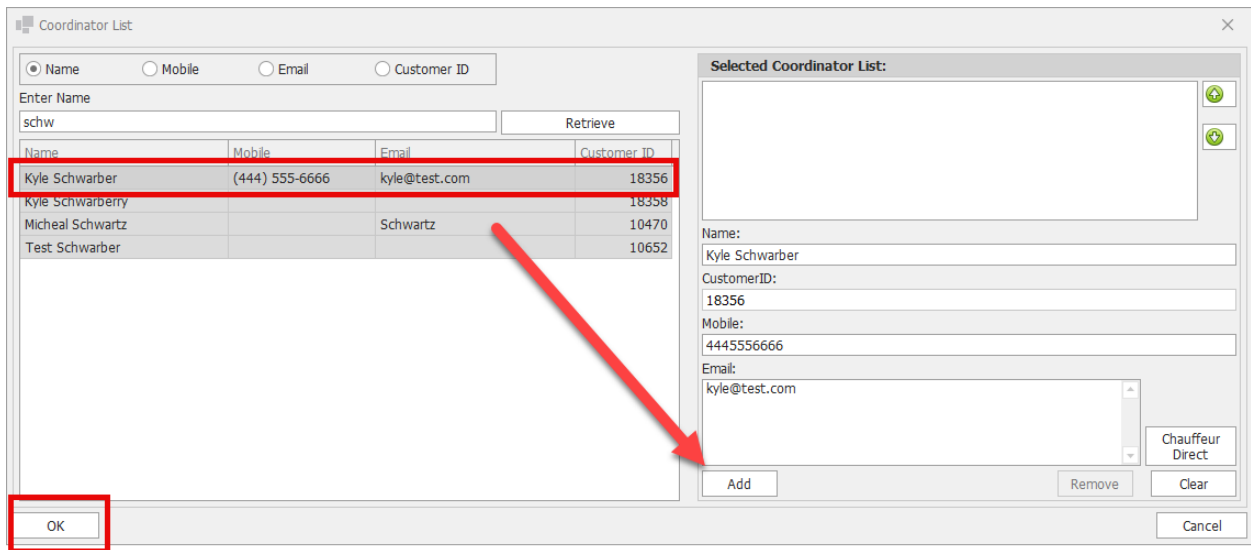 Coordinator List
Name Mobile Email Customer ID
Enter Name
schw Retrieve
Name Mobile Email Customer ID
Kyle Schwarber (444) 555-6666 kyle@test.com 18356
Kyle Schwarberry 18358
Micheal Schwartz Schwartz 10470
Test Schwarber 10652
Selected Coordinator List:
Name:
Kyle Schwarber
CustomerID:
18356
Mobile:
4445556666
Email:
kyle@test.com
Chauffeur
Direct
Add Remove Clear
OK Cancel